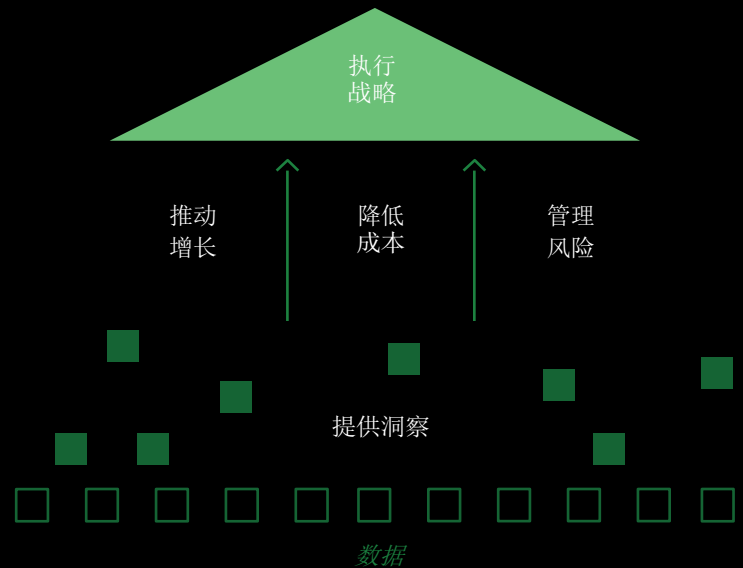 执行
战略
推动
增长
降低
成本
管理
风险
提供洞察
数据